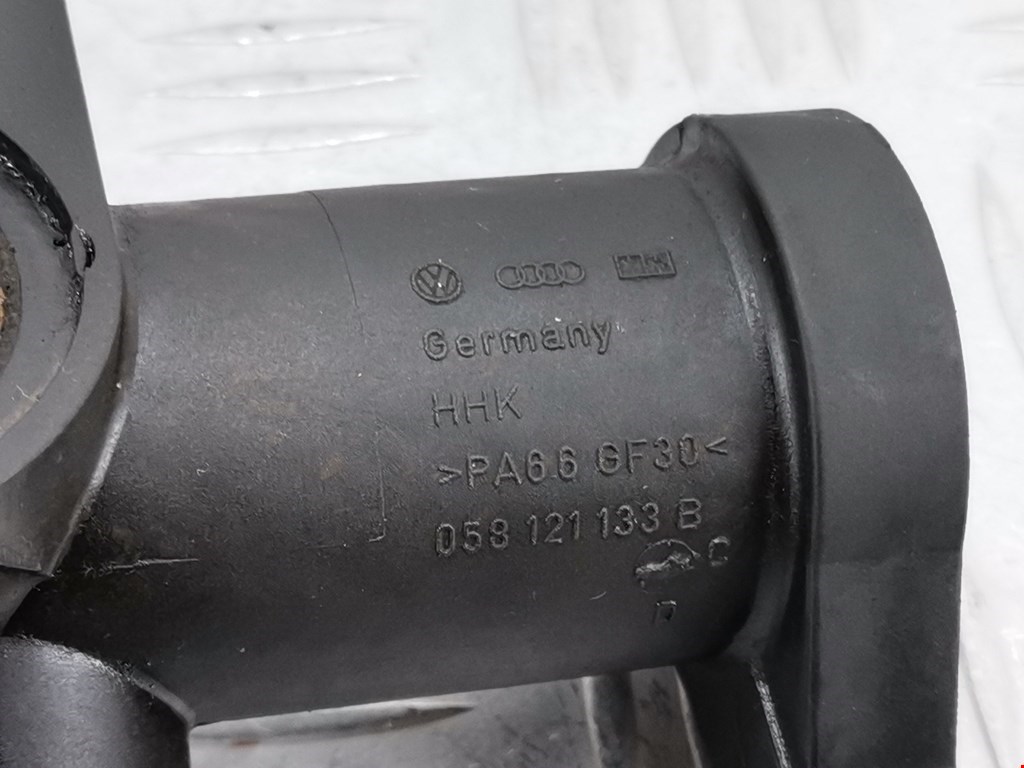 Germany
HHK
>PA66 GF30<
058 121 133 B
C